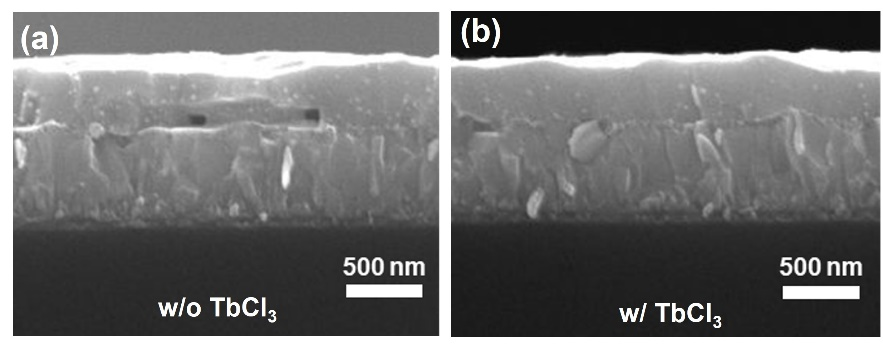 (a)
500 nm
w/o TbCl₃
(b)
500 nm
w/ TbCl₃